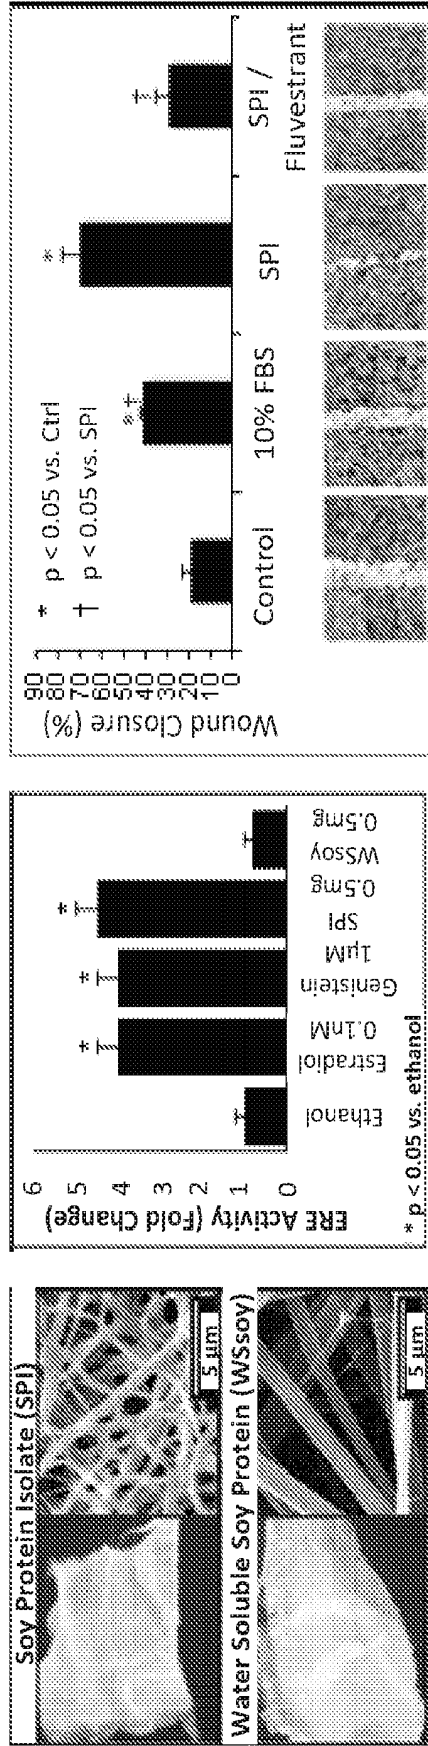 Soy Protein Isolate (SPI)
5 µm
Water Soluble Soy Protein (WSsoy)
5 µm
ERE Activity (Fold Change)
6
5
4
3
2
1
0
*
*
*
Ethanol
Estradiol
0.1nM
Genistein
1µM
SPI
0.5mg
WSsoy
0.5mg
* p < 0.05 vs. ethanol
Wound Closure (%)
90
80
70
60
50
40
30
20
10
0
* p < 0.05 vs. Ctrl
† p < 0.05 vs. SPI
*†
*
†
Control
10% FBS
SPI
SPI /
Fluvestrant